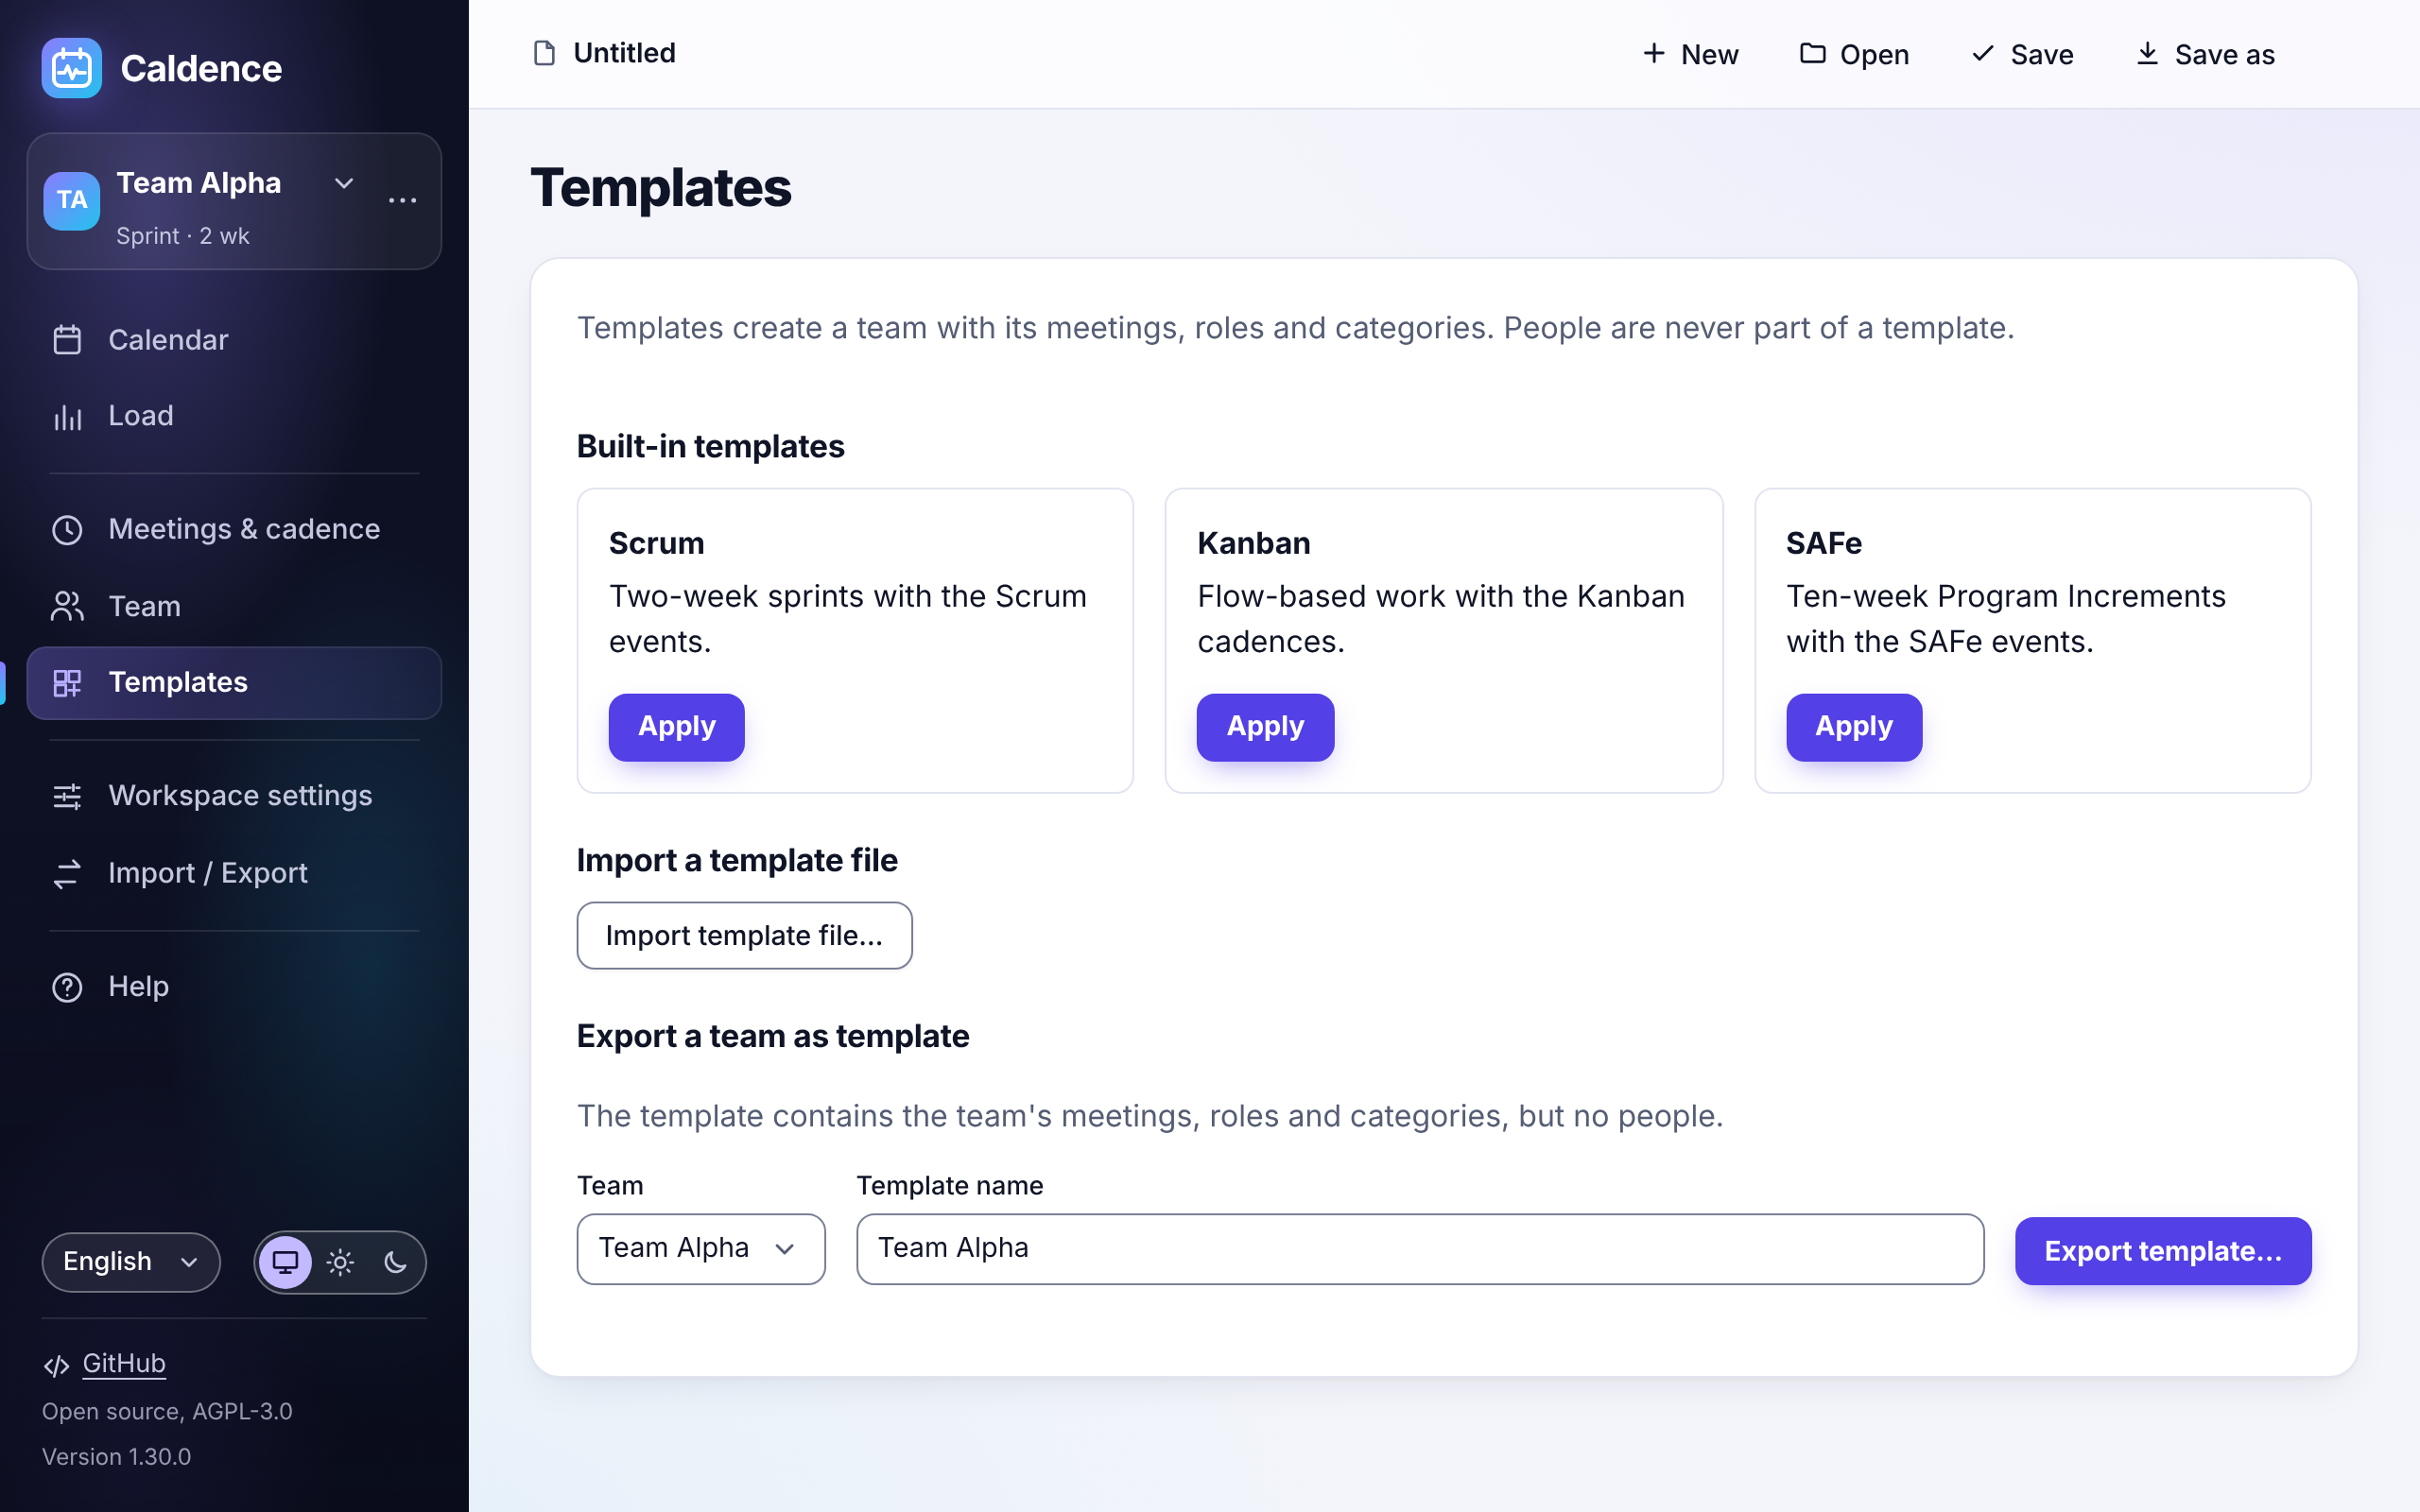 Caldence
TA
Team Alpha
Sprint · 2 wk
Calendar
Load
Meetings & cadence
Team
Templates
Workspace settings
Import / Export
Help
English
GitHub
Open source, AGPL-3.0
Version 1.30.0
Untitled
New
Open
Save
Save as
Templates
Templates create a team with its meetings, roles and categories. People are never part of a template.
Built-in templates
Scrum
Two-week sprints with the Scrum
events.
Apply
Kanban
Flow-based work with the Kanban
cadences.
Apply
SAFe
Ten-week Program Increments
with the SAFe events.
Apply
Import a template file
Import template file...
Export a team as template
The template contains the team's meetings, roles and categories, but no people.
Team
Team Alpha
Template name
Team Alpha
Export template...